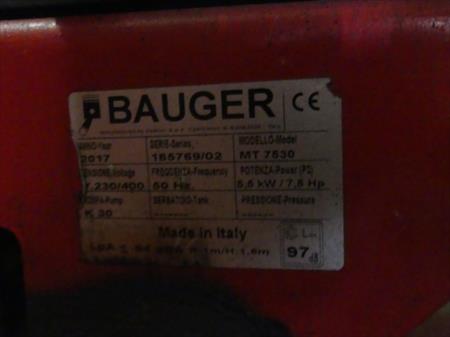 BAUGER CE
ANNO-Year SERIE-Series MODELLO-Model
2017 165769/02 MT 7530
TENSIONE-Voltage FREQUENZA-Frequency POTENZA-Power (P2)
V.230/400 50 Hz. 5,5 kW / 7,5 Hp
POMPA-Pump SERBATOIO-Tank PRESSIONE-Pressure
K 30
Made in Italy
97 dB